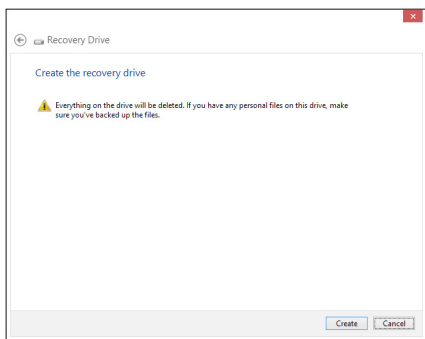 Recovery Drive
Create the recovery drive
Everything on the drive will be deleted. If you have any personal files on this drive, make
sure you've backed up the files.
Create Cancel